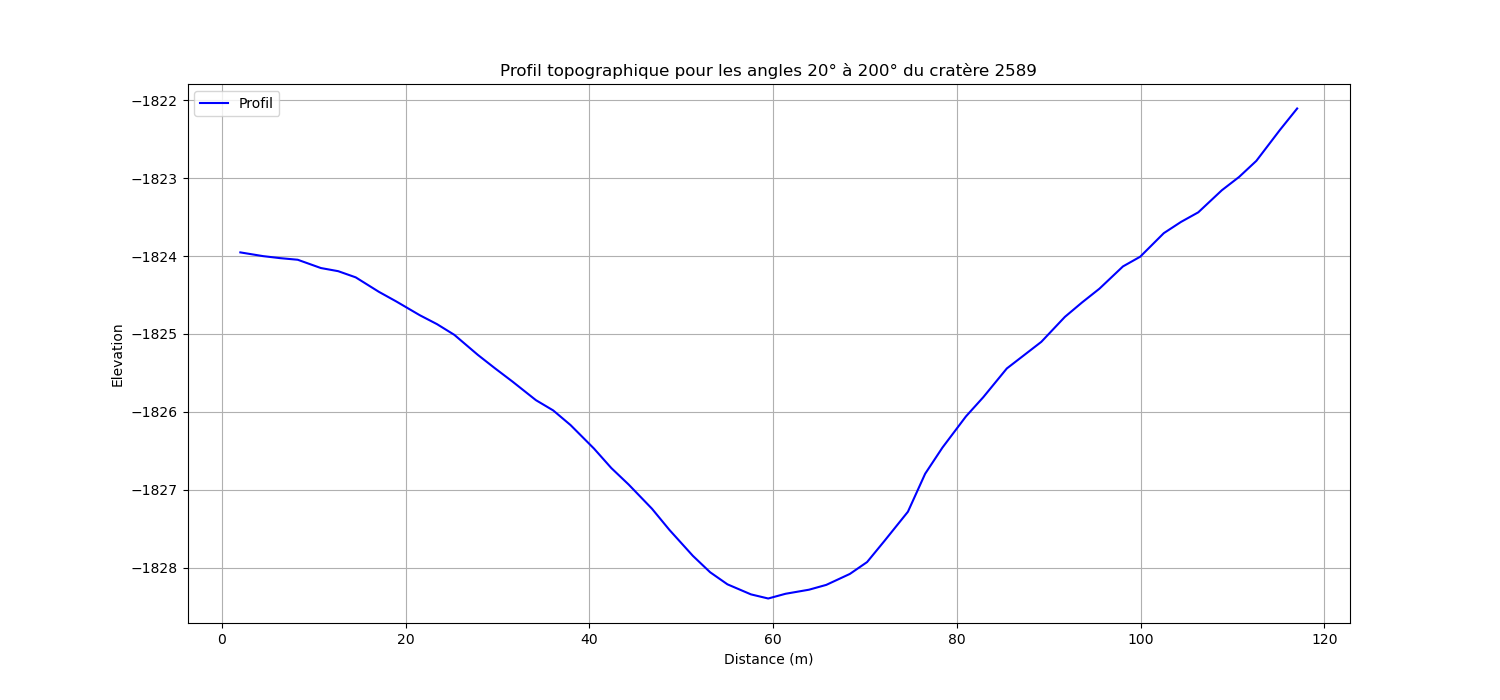 Profil topographique pour les angles 20° à 200° du cratère 2589
Profil
−1822
−1823
−1824
−1825
−1826
−1827
−1828
Elevation
0 20 40 60 80 100 120
Distance (m)